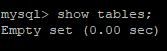 mysql> show tables;
Empty set (0.00 sec)